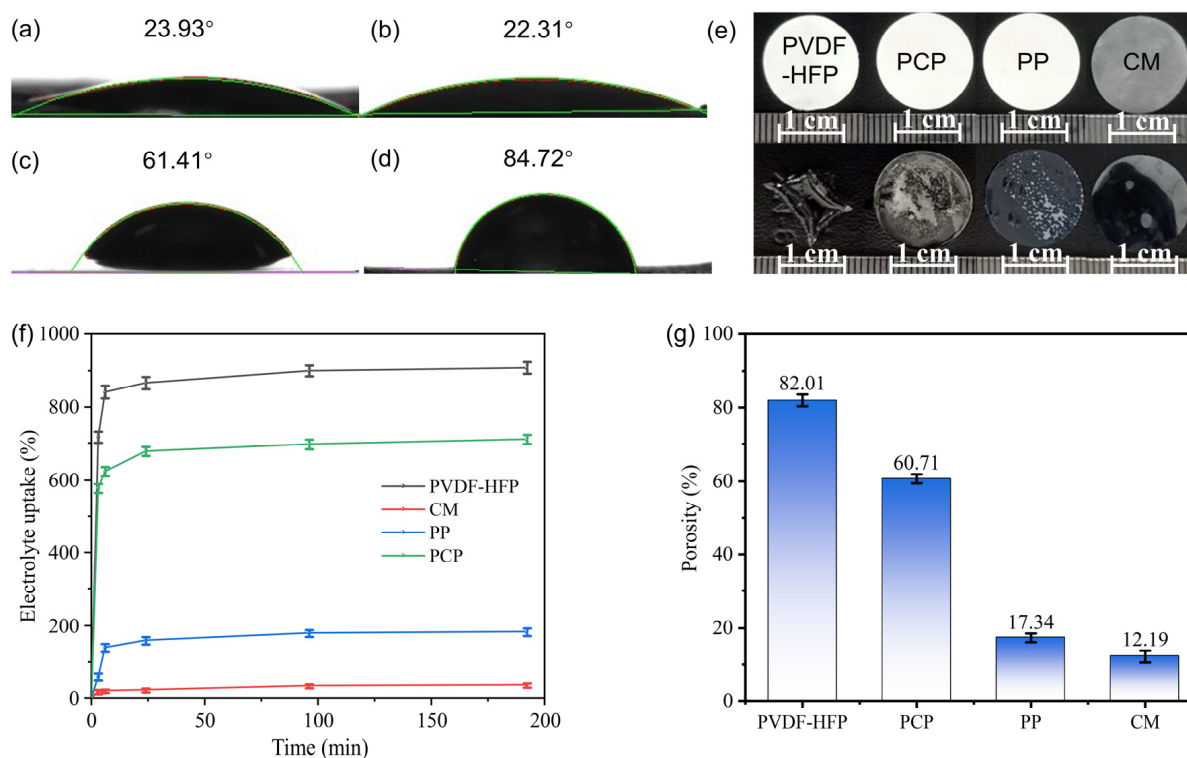 (a)
23.93°
(b)
22.31°
(c)
61.41°
(d)
84.72°
(e)
PVDF
-HFP
PCP
PP
CM
1 cm
1 cm
1 cm
1 cm
1 cm
1 cm
1 cm
1 cm
(f)
1000
800
600
400
200
0
Electrolyte uptake (%)
PVDF-HFP
CM
PP
PCP
0
50
100
150
200
Time (min)
(g)
100
80
60
40
20
0
Porosity (%)
82.01
60.71
17.34
12.19
PVDF-HFP
PCP
PP
CM